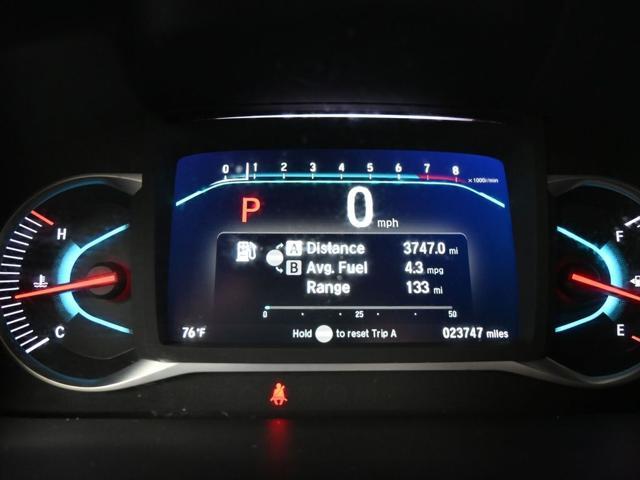 0 1 2 3 4 5 6 7 8
×1000r/min
P 0 mph
H
F
A Distance 3747.0 mi
B Avg. Fuel 4.3 mpg
Range 133 mi
0 25 50
C
E
76°F Hold to reset Trip A 023747 miles